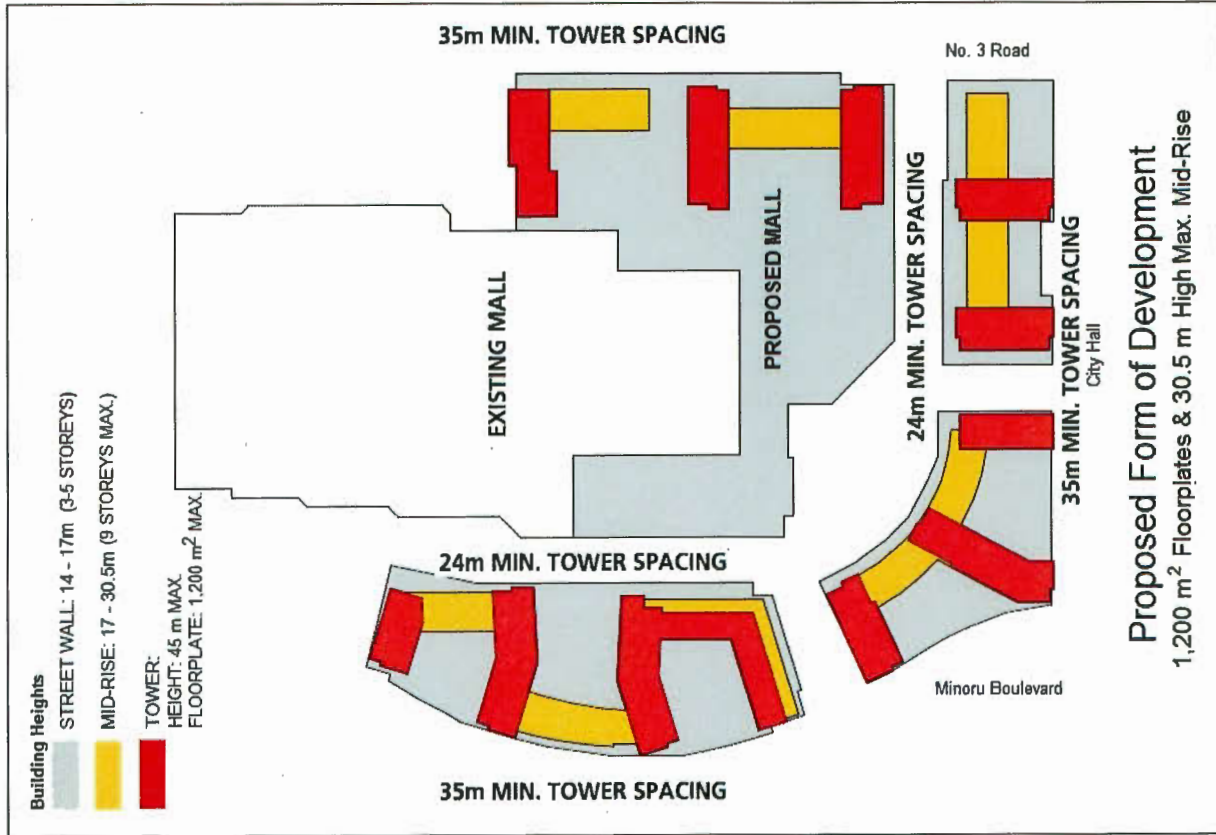 35m MIN. TOWER SPACING
No. 3 Road
EXISTING MALL
PROPOSED MALL
24m MIN. TOWER SPACING
35m MIN. TOWER SPACING
City Hall
24m MIN. TOWER SPACING
Minoru Boulevard
35m MIN. TOWER SPACING
Building Heights
STREET WALL: 14 - 17m (3-5 STOREYS)
MID-RISE: 17 - 30.5m (9 STOREYS MAX.)
TOWER:
HEIGHT: 45 m MAX.
FLOORPLATE: 1,200 m² MAX.
Proposed Form of Development
1,200 m² Floorplates & 30.5 m High Max. Mid-Rise